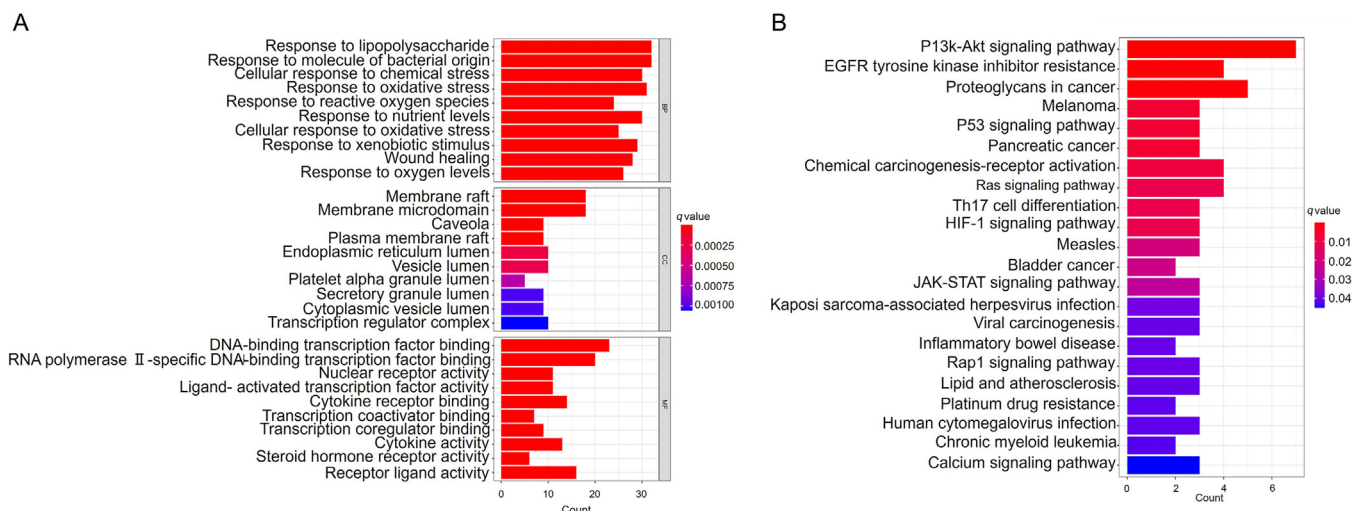 A
Response to lipopolysaccharide
Response to molecule of bacterial origin
Cellular response to chemical stress
Response to oxidative stress
Response to reactive oxygen species
Response to nutrient levels
Cellular response to oxidative stress
Response to xenobiotic stimulus
Wound healing
Response to oxygen levels
BP
Membrane raft
Membrane microdomain
Caveola
Plasma membrane raft
Endoplasmic reticulum lumen
Vesicle lumen
Platelet alpha granule lumen
Secretory granule lumen
Cytoplasmic vesicle lumen
Transcription regulator complex
CC
DNA-binding transcription factor binding
RNA polymerase Ⅱ-specific DNA-binding transcription factor binding
Nuclear receptor activity
Ligand- activated transcription factor activity
Cytokine receptor binding
Transcription coactivator binding
Transcription coregulator binding
Cytokine activity
Steroid hormone receptor activity
Receptor ligand activity
MF
0 10 20 30
Count
q value
0.00025
0.00050
0.00075
0.00100
B
P13k-Akt signaling pathway
EGFR tyrosine kinase inhibitor resistance
Proteoglycans in cancer
Melanoma
P53 signaling pathway
Pancreatic cancer
Chemical carcinogenesis-receptor activation
Ras signaling pathway
Th17 cell differentiation
HIF-1 signaling pathway
Measles
Bladder cancer
JAK-STAT signaling pathway
Kaposi sarcoma-associated herpesvirus infection
Viral carcinogenesis
Inflammatory bowel disease
Rap1 signaling pathway
Lipid and atherosclerosis
Platinum drug resistance
Human cytomegalovirus infection
Chronic myeloid leukemia
Calcium signaling pathway
0 2 4 6
Count
q value
0.01
0.02
0.03
0.04